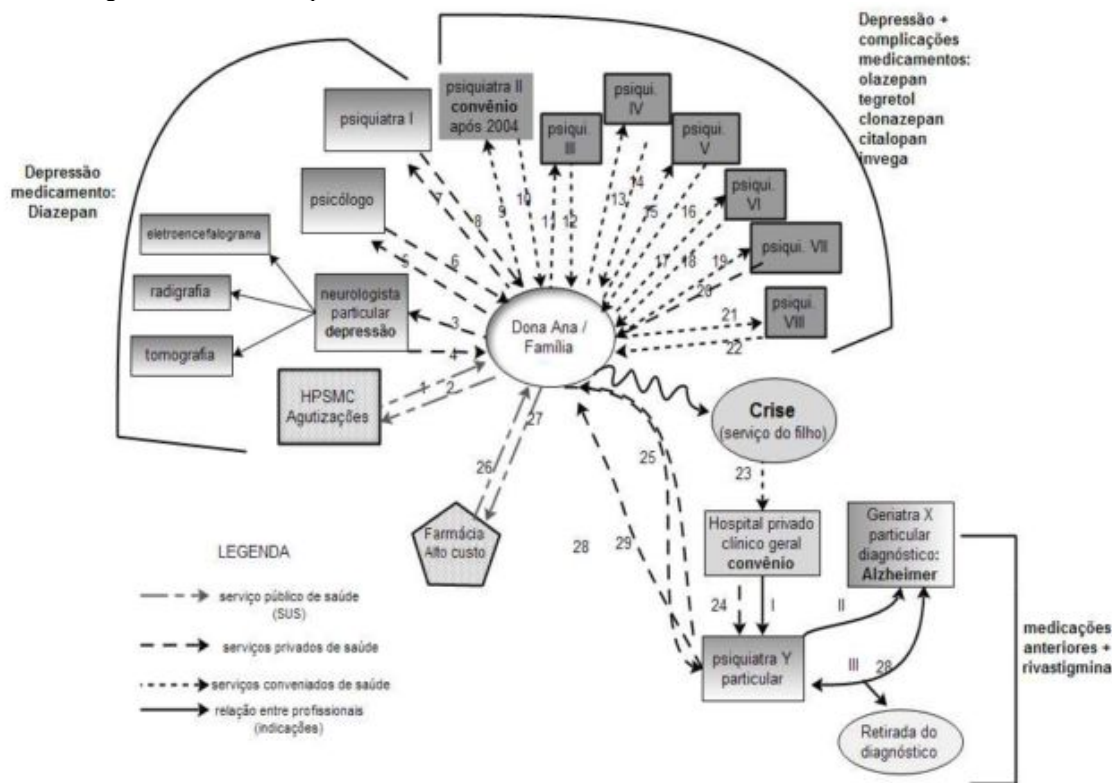 Depressão +
complicações
medicamentos:
olazepan
tegretol
clonazepan
citalopan
invega
psiquiatra II
convênio
após 2004
psiqui.
IV
psiquiatra I
psiqui.
III
psiqui.
V
Depressão
medicamento:
Diazepan
psicólogo
psiqui.
VI
7
8
9
10
11
12
13
14
15
16
eletroencefalograma
psiqui. VII
5
6
17
18
19
20
radigrafia
neurologista
particular
depressão
tomografia
3
4
Dona Ana /
Família
21
22
psiqui.
VIII
HPSMC
Agutizações
1
2
Crise
(serviço do filho)
27
26
25
23
Farmácia
Alto custo
28
29
Hospital privado
clínico geral
convênio
Geriatra X
particular
diagnóstico:
Alzheimer
LEGENDA
24
I
II
serviço público de saúde
(SUS)
serviços privados de saúde
serviços conveniados de saúde
relação entre profissionais
(indicações)
psiquiatra Y
particular
III
28
medicações
anteriores +
rivastigmina
Retirada do
diagnóstico